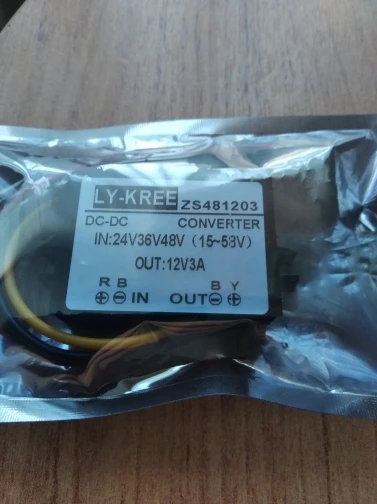 LY-KREE ZS481203
DC-DC CONVERTER
IN:24V36V48V (15~58V)
OUT:12V3A
R B B Y
⊕⊖IN OUT⊖⊕